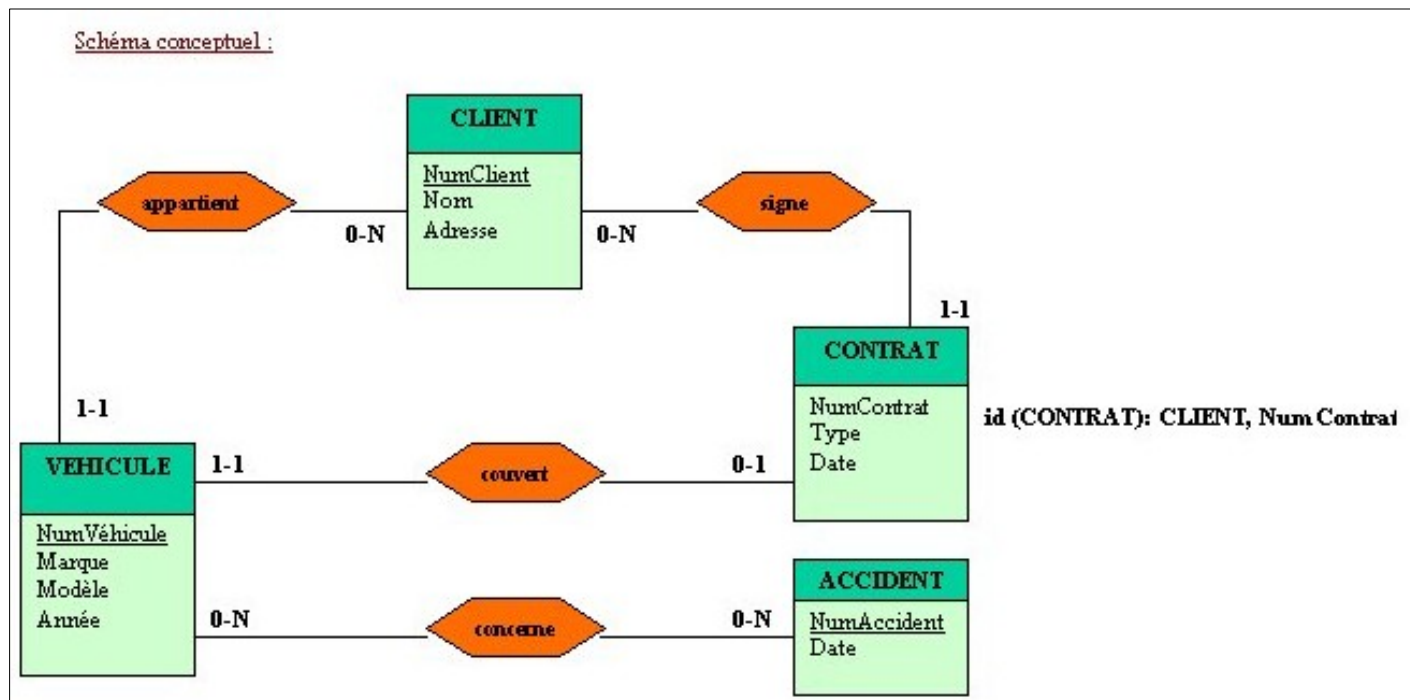 Schéma conceptuel :
CLIENT
NumClient
Nom
Adresse
appartient
0-N
0-N
signe
1-1
CONTRAT
NumContrat
Type
Date
id (CONTRAT): CLIENT, Num Contrat
1-1
VEHICULE
NumVéhicule
Marque
Modèle
Année
1-1
couvert
0-1
0-N
concerne
0-N
ACCIDENT
NumAccident
Date